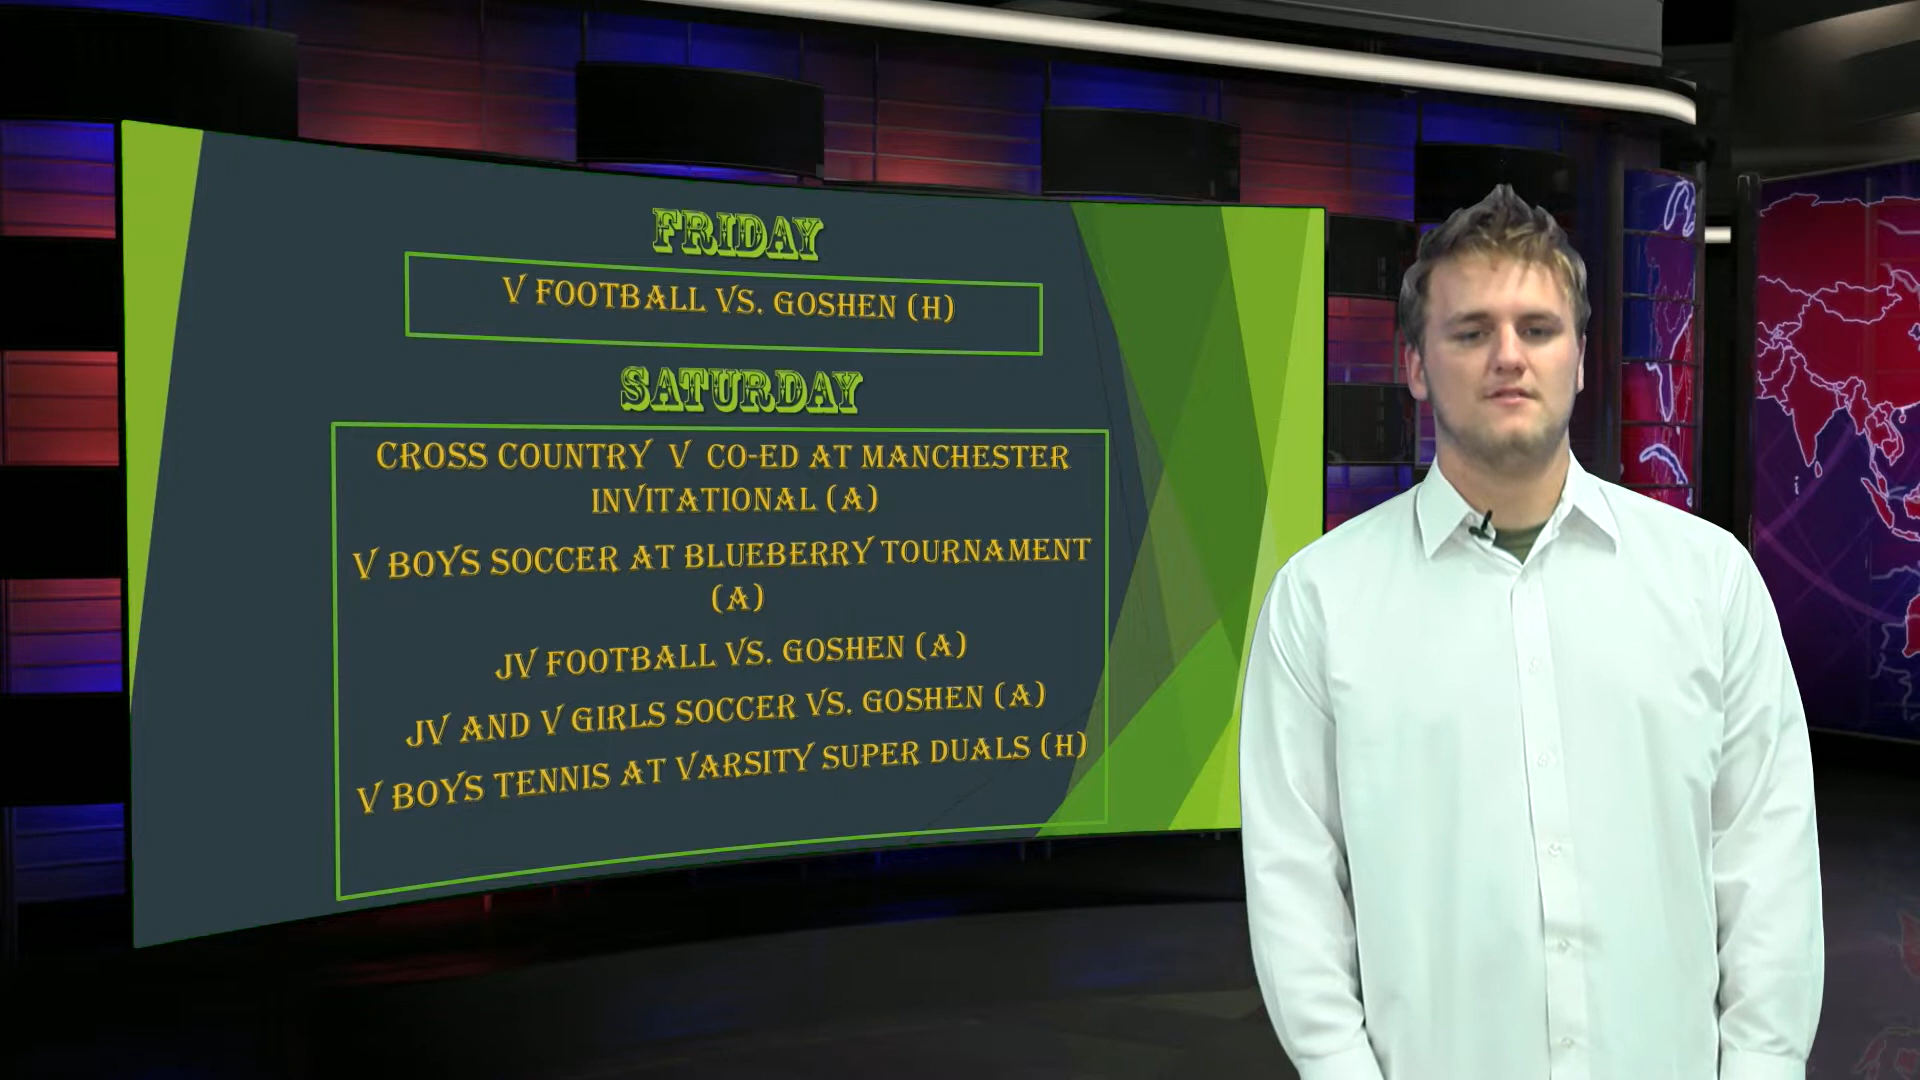 FRIDAY
V FOOTBALL VS. GOSHEN (H)
SATURDAY
CROSS COUNTRY V CO-ED AT MANCHESTER
INVITATIONAL (A)
V BOYS SOCCER AT BLUEBERRY TOURNAMENT
(A)
JV FOOTBALL VS. GOSHEN (A)
JV AND V GIRLS SOCCER VS. GOSHEN (A)
V BOYS TENNIS AT VARSITY SUPER DUALS (H)